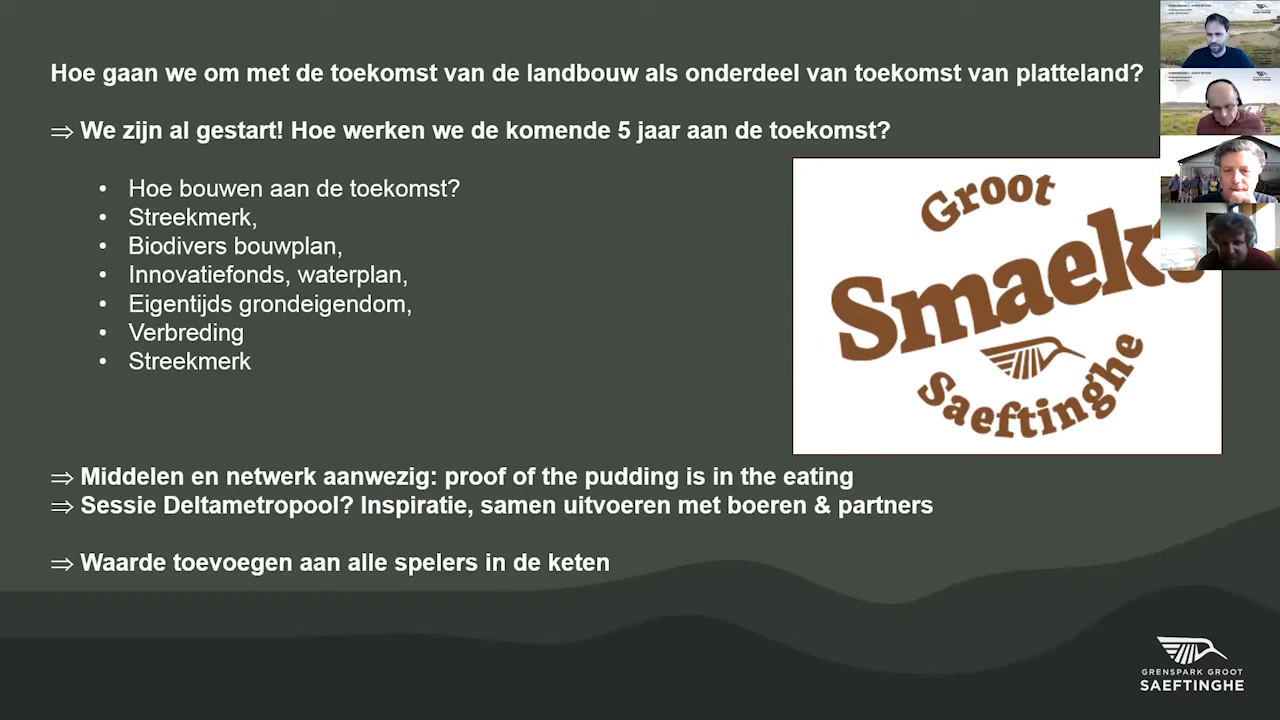 Hoe gaan we om met de toekomst van de landbouw als onderdeel van toekomst van platteland?
⇒ We zijn al gestart! Hoe werken we de komende 5 jaar aan de toekomst?
• Hoe bouwen aan de toekomst?
• Streekmerk,
• Biodivers bouwplan,
• Innovatiefonds, waterplan,
• Eigentijds grondeigendom,
• Verbreding
• Streekmerk
Groot
Smaeks
Saeftinghe
⇒ Middelen en netwerk aanwezig: proof of the pudding is in the eating
⇒ Sessie Deltametropool? Inspiratie, samen uitvoeren met boeren & partners
⇒ Waarde toevoegen aan alle spelers in de keten
GRENSPARK GROOT
SAEFTINGHE